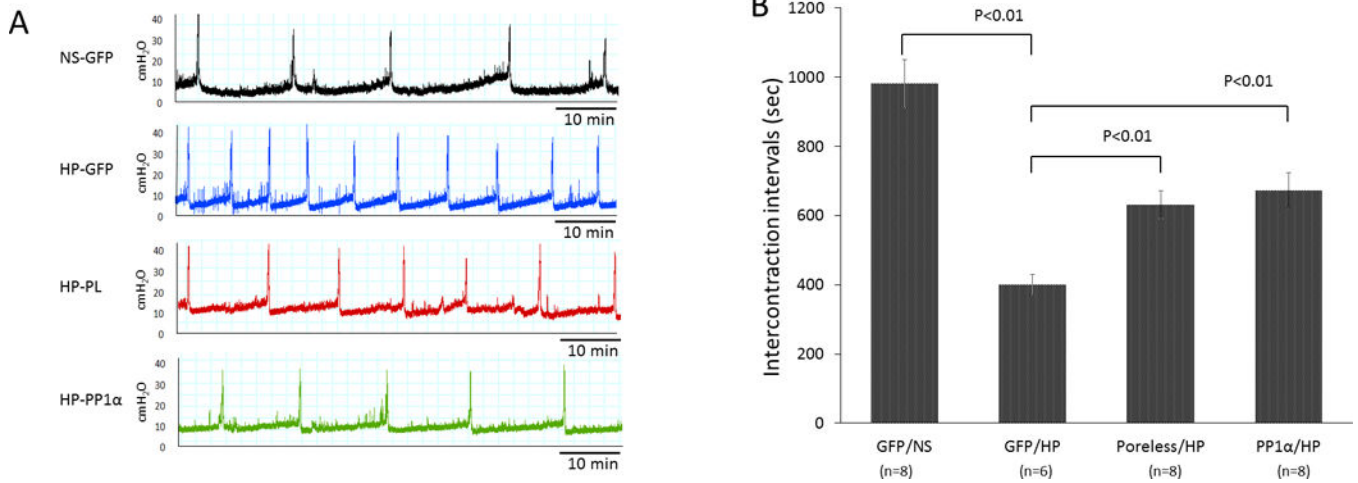 A
NS-GFP
cmH₂O
40
30
20
10
0
10 min
HP-GFP
cmH₂O
40
30
20
10
0
10 min
HP-PL
cmH₂O
40
30
20
10
0
10 min
HP-PP1α
cmH₂O
40
30
20
10
0
10 min
B
Intercontraction intervals (sec)
1200
1000
800
600
400
200
0
P<0.01
P<0.01
P<0.01
GFP/NS GFP/HP Poreless/HP PP1α/HP
(n=8) (n=6) (n=8) (n=8)